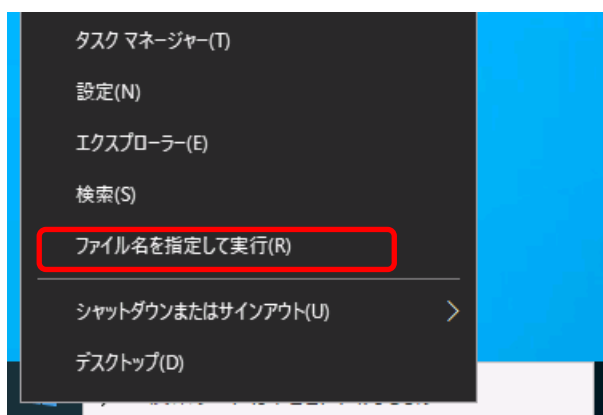 タスク マネージャー(T)
設定(N)
エクスプローラー(E)
検索(S)
ファイル名を指定して実行(R)
シャットダウンまたはサインアウト(U)
デスクトップ(D)